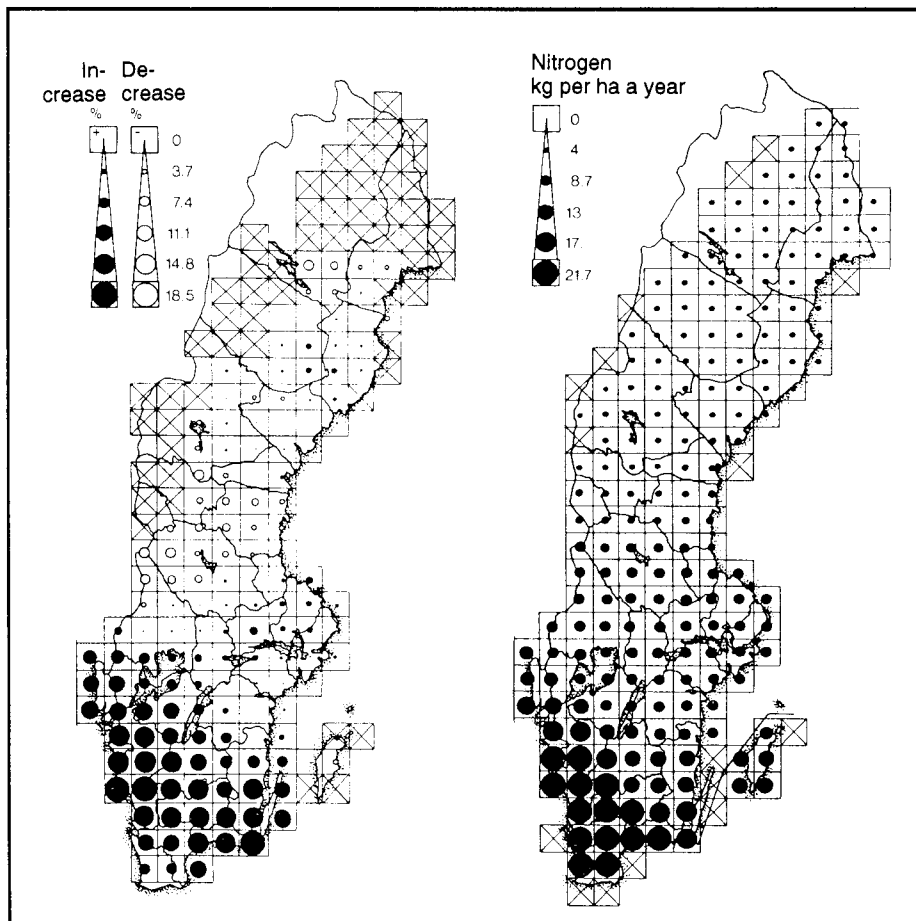 In- De-
crease crease
% %
+ - 0
3.7
7.4
11.1
14.8
18.5
Nitrogen
kg per ha a year
0
4
8.7
13
17.
21.7